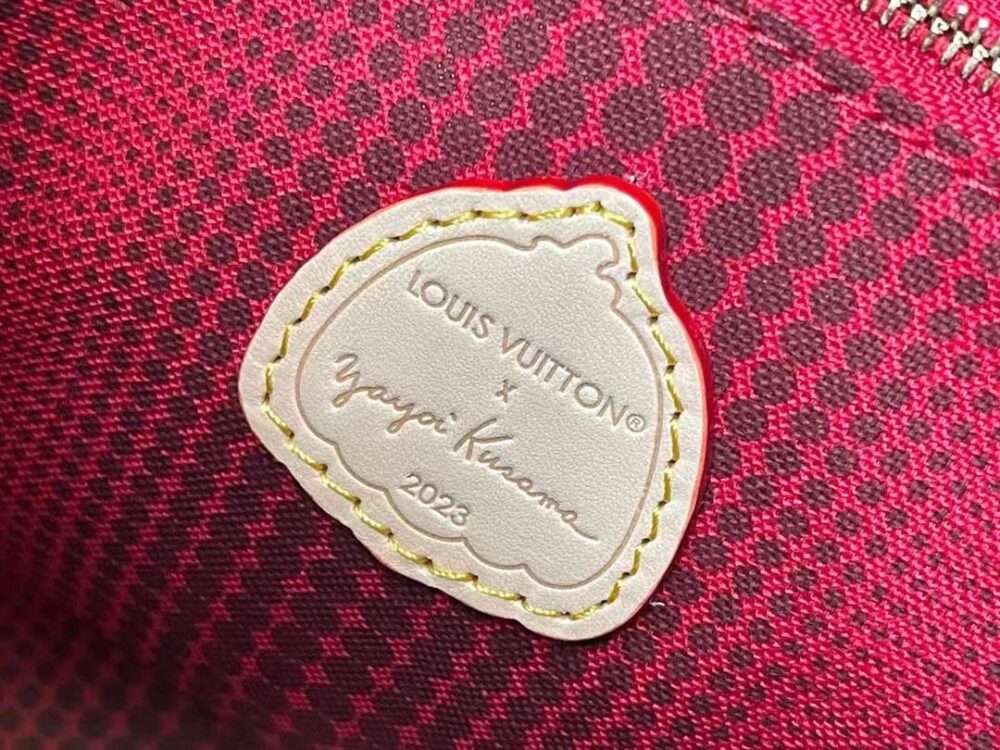 LOUIS VUITTON®
x
Yayoi Kusama
2023